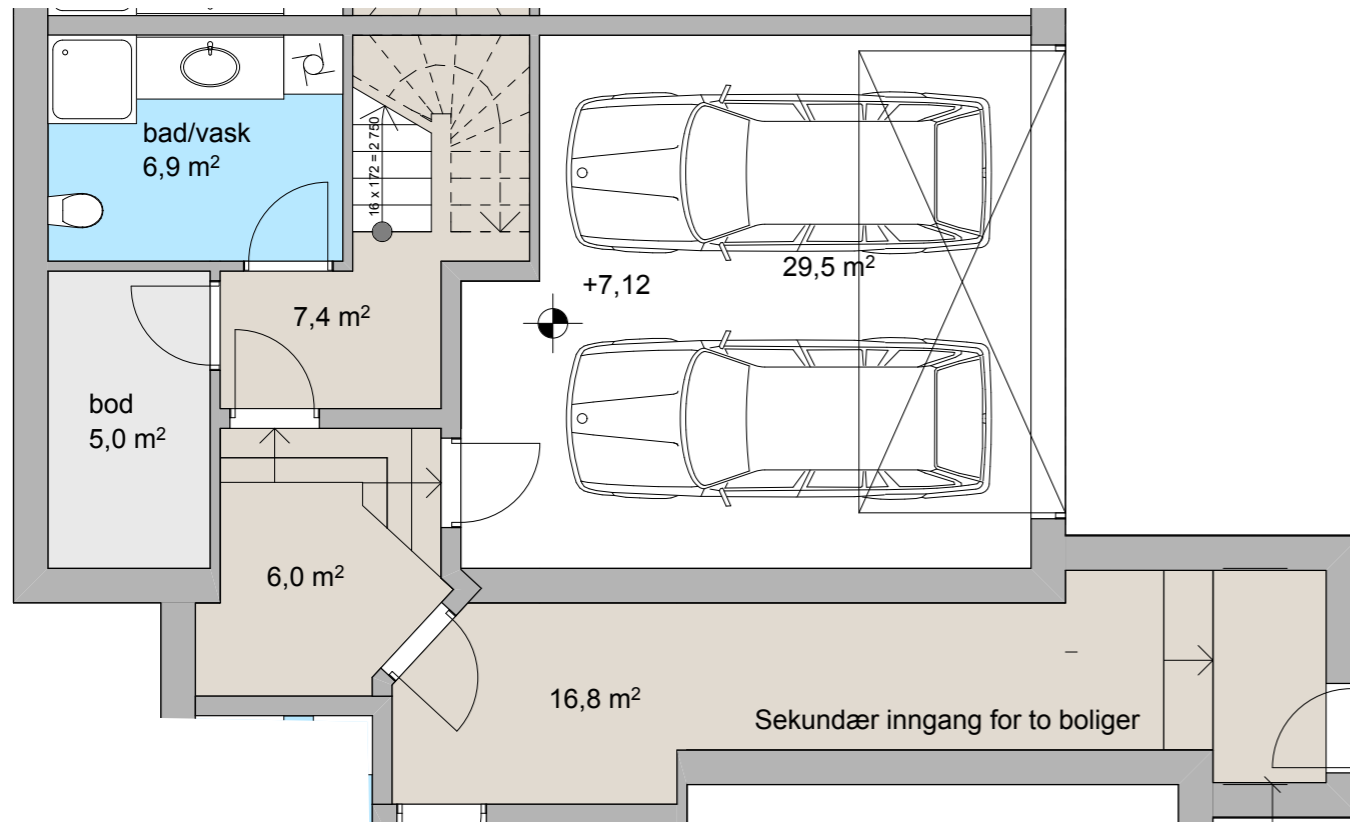 bad/vask
6,9 m²
16 x 172 = 2 750
29,5 m²
+7,12
7,4 m²
bod
5,0 m²
6,0 m²
16,8 m²
Sekundær inngang for to boliger